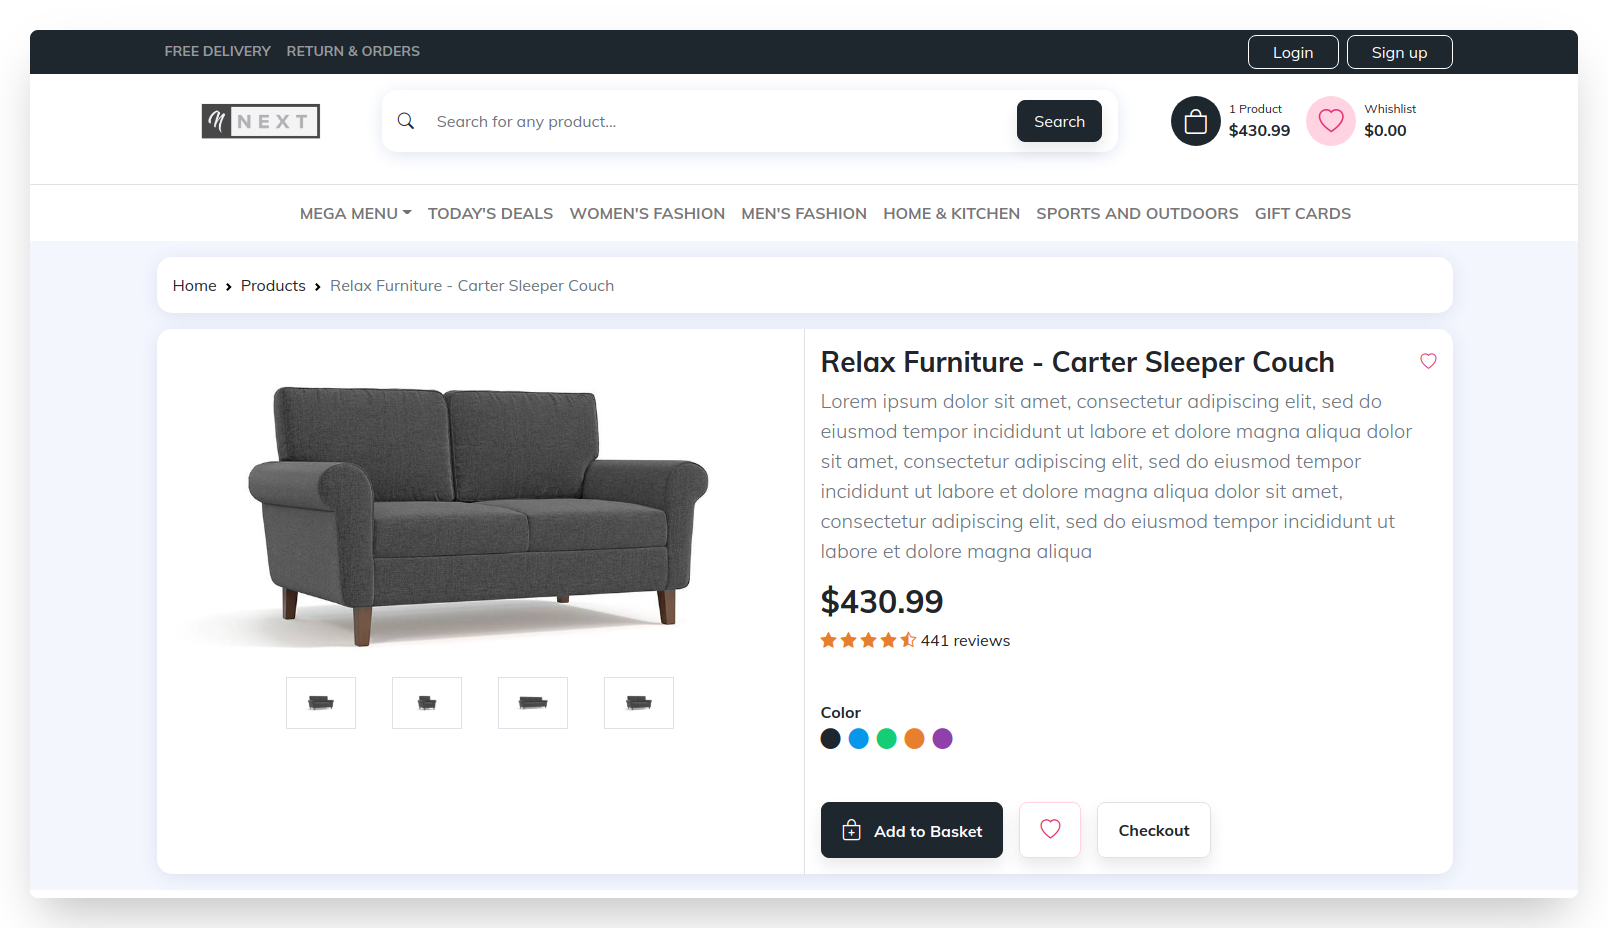 FREE DELIVERY RETURN & ORDERS Login Sign up
n NEXT
Search for any product...
Search
1 Product
$430.99
Whishlist
$0.00
MEGA MENU TODAY'S DEALS WOMEN'S FASHION MEN'S FASHION HOME & KITCHEN SPORTS AND OUTDOORS GIFT CARDS
Home › Products › Relax Furniture - Carter Sleeper Couch
Relax Furniture - Carter Sleeper Couch
Lorem ipsum dolor sit amet, consectetur adipiscing elit, sed do
eiusmod tempor incididunt ut labore et dolore magna aliqua dolor
sit amet, consectetur adipiscing elit, sed do eiusmod tempor
incididunt ut labore et dolore magna aliqua dolor sit amet,
consectetur adipiscing elit, sed do eiusmod tempor incididunt ut
labore et dolore magna aliqua
$430.99
441 reviews
Color
Add to Basket
Checkout